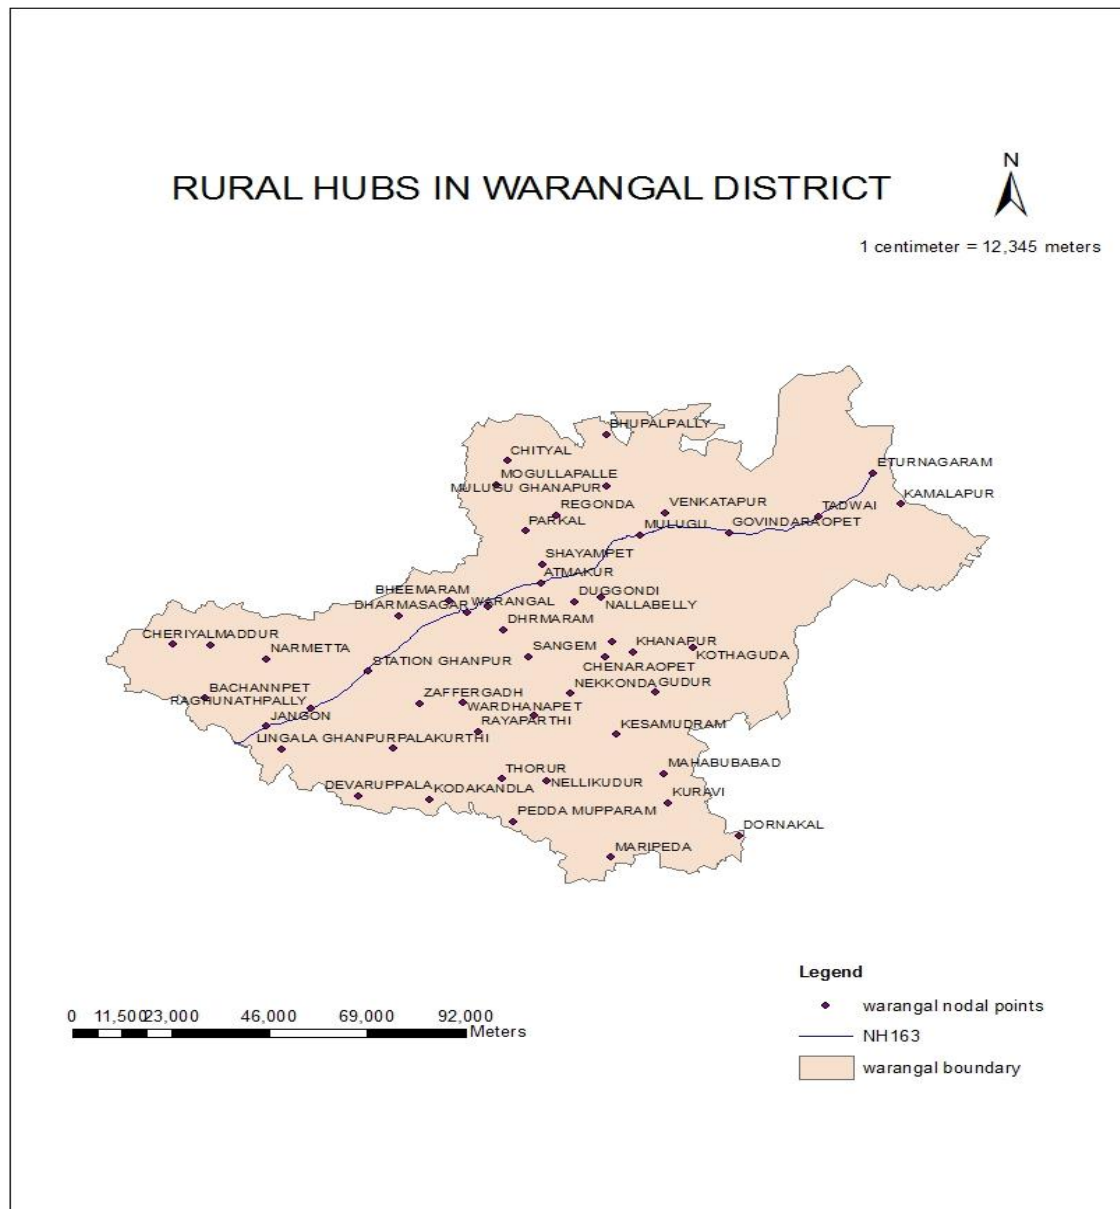 RURAL HUBS IN WARANGAL DISTRICT
N
1 centimeter = 12,345 meters
BHUPALPALLY
CHITYAL
ETURNAGARAM
MOGULLAPALLE
MULUGU GHANAPUR
KAMALAPUR
VENKATAPUR
REGONDA
TADWAI
PARKAL
MULUGU
GOVINDARAOPET
SHAYAMPET
ATMAKUR
BHEEMARAM
DUGGONDI
DHARMASAGAR
WARANGAL
NALLABELLY
DHRMARAM
CHERIYAL
MADDUR
SANGEM
KHANAPUR
NARMETTA
KOTHAGUDA
STATION GHANPUR
CHENARAOPET
BACHANNPET
ZAFFERGADH
NEKKONDA
GUDUR
RAGHUNATHPALLY
WARDHANAPET
JANGON
RAYAPARTHI
KESAMUDRAM
LINGALA GHANPUR
PALAKURTHI
MAHABUBABAD
THORUR
DEVARUPPALA
KODAKANDLA
NELLIKUDUR
KURAVI
PEDDA MUPPARAM
DORNAKAL
MARIPEDA
Legend
warangal nodal points
NH163
warangal boundary
0 11,500 23,000 46,000 69,000 92,000
Meters